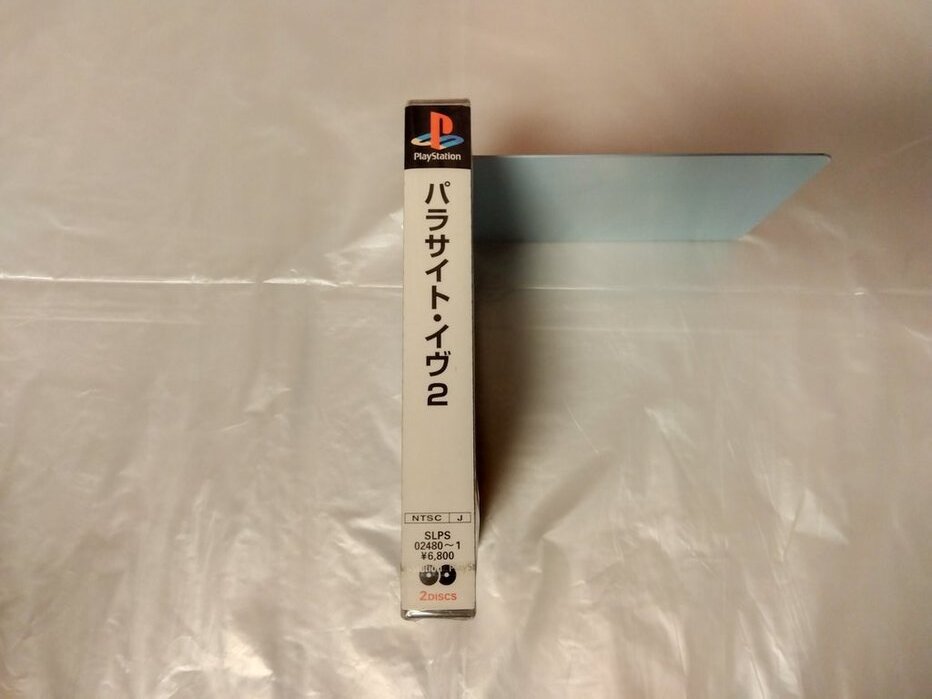 PlayStation
パラサイト・イヴ2
NTSC J
SLPS
02480～1
¥6,800
2DISCS